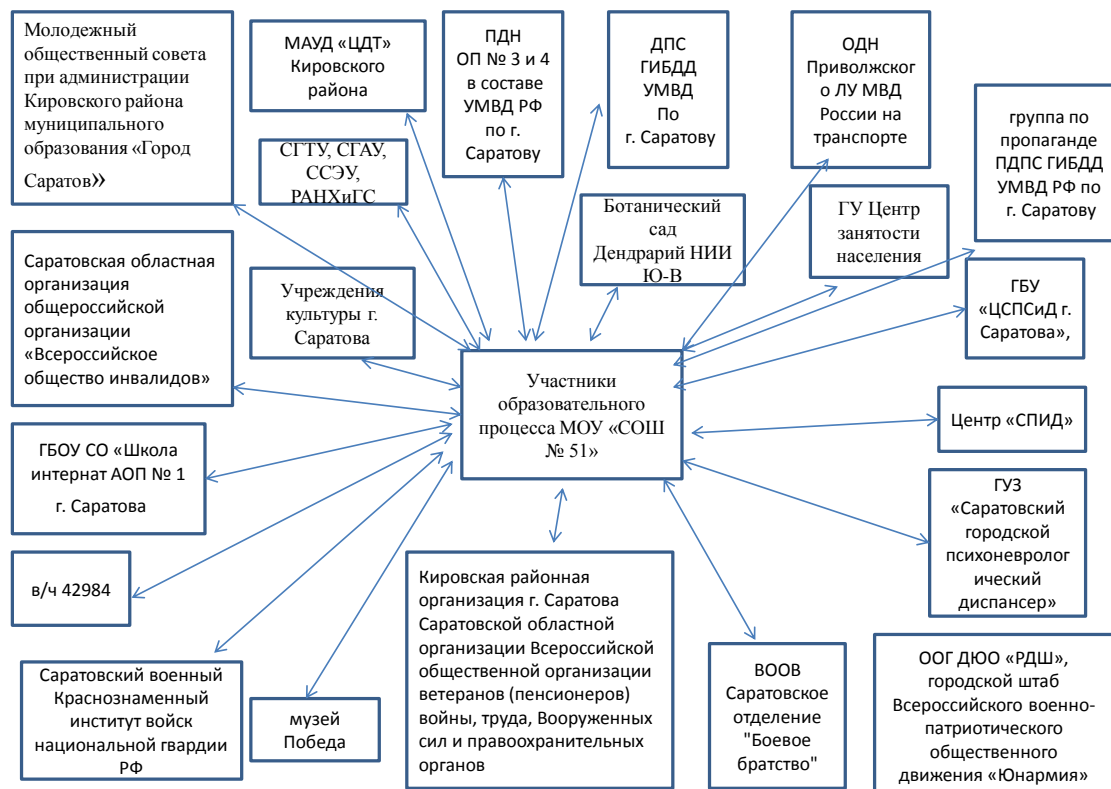 Молодежный
общественный совета
при администрации
Кировского района
муниципального
образования «Город
Саратов»
МАУД «ЦДТ»
Кировского
района
ПДН
ОП № 3 и 4
в составе
УМВД РФ
по г.
Саратову
ДПС
ГИБДД
УМВД
По
г. Саратову
ОДН
Приволжског
о ЛУ МВД
России на
транспорте
группа по
пропаганде
ПДПС ГИБДД
УМВД РФ по
г. Саратову
СГТУ, СГАУ,
ССЭУ,
РАНХиГС
Ботанический
сад
Дендрарий НИИ
Ю-В
ГУ Центр
занятости
населения
Саратовская областная
организация
общероссийской
организации
«Всероссийское
общество инвалидов»
Учреждения
культуры г.
Саратова
ГБУ
«ЦСПСиД г.
Саратова»,
Участники
образовательного
процесса МОУ «СОШ
№ 51»
Центр «СПИД»
ГБОУ СО «Школа
интернат АОП № 1
г. Саратова
ГУЗ
«Саратовский
городской
психоневролог
ический
диспансер»
в/ч 42984
Кировская районная
организация г. Саратова
Саратовской областной
организации Всероссийской
общественной организации
ветеранов (пенсионеров)
войны, труда, Вооруженных
сил и правоохранительных
органов
Саратовский военный
Краснознаменный
институт войск
национальной гвардии
РФ
музей
Победа
ВООВ
Саратовское
отделение
"Боевое
братство"
ООГ ДЮО «РДШ»,
городской штаб
Всероссийского военно-
патриотического
общественного
движения «Юнармия»